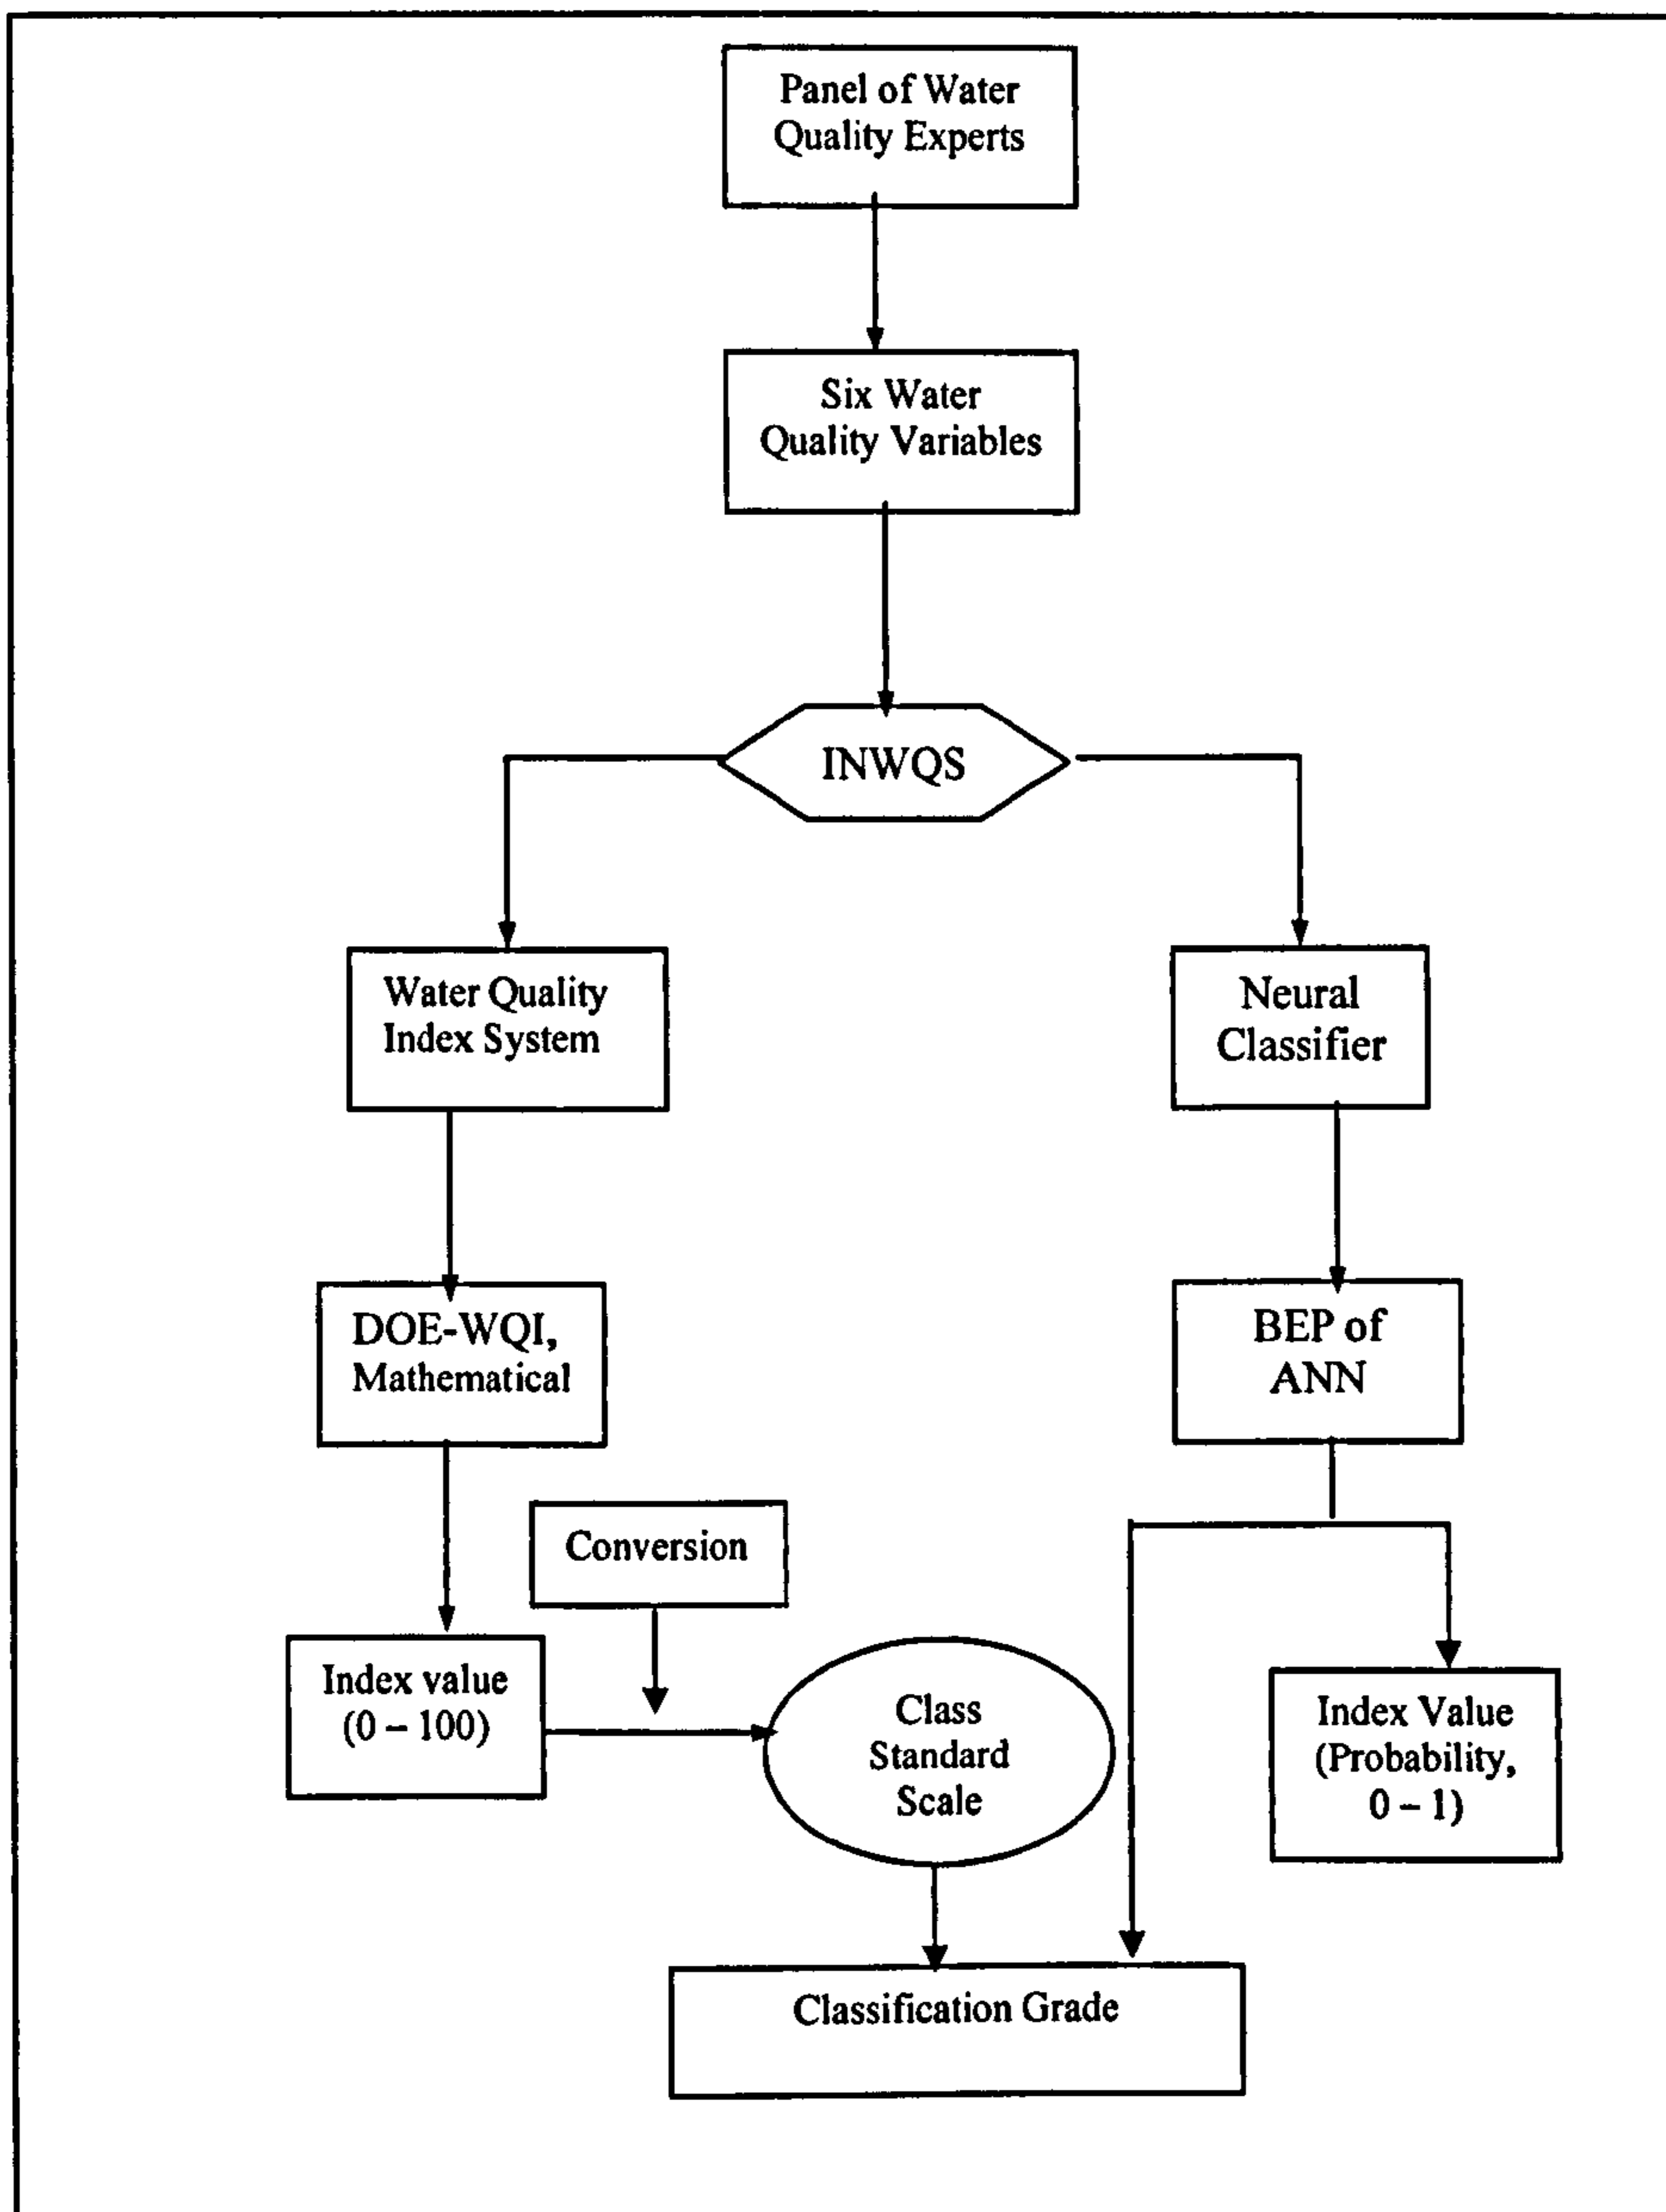 Panel of Water
Quality Experts
Six Water
Quality Variables
INWQS
Water Quality
Index System
Neural
Classifier
DOE-WQI,
Mathematical
BEP of
ANN
Conversion
Index value
(0 – 100)
Class
Standard
Scale
Index Value
(Probability,
0 – 1)
Classification Grade